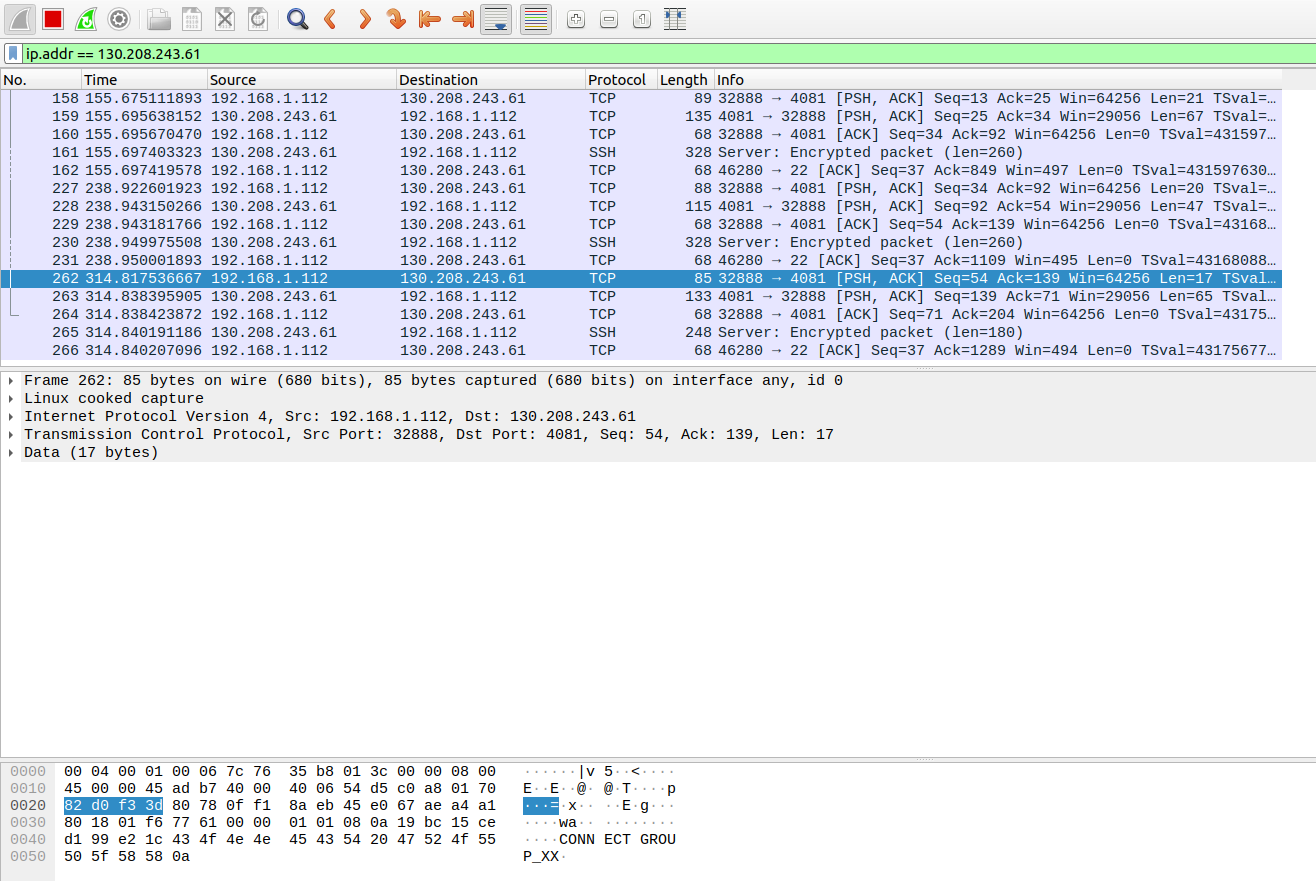 ip.addr == 130.208.243.61
No. Time Source Destination Protocol Length Info
158 155.675111893 192.168.1.112 130.208.243.61 TCP 89 32888 → 4081 [PSH, ACK] Seq=13 Ack=25 Win=64256 Len=21 TSval=…
159 155.695638152 130.208.243.61 192.168.1.112 TCP 135 4081 → 32888 [PSH, ACK] Seq=25 Ack=34 Win=29056 Len=67 TSval=…
160 155.695670470 192.168.1.112 130.208.243.61 TCP 68 32888 → 4081 [ACK] Seq=34 Ack=92 Win=64256 Len=0 TSval=431597…
161 155.697403323 130.208.243.61 192.168.1.112 SSH 328 Server: Encrypted packet (len=260)
162 155.697419578 192.168.1.112 130.208.243.61 TCP 68 46280 → 22 [ACK] Seq=37 Ack=849 Win=497 Len=0 TSval=431597630…
227 238.922601923 192.168.1.112 130.208.243.61 TCP 88 32888 → 4081 [PSH, ACK] Seq=34 Ack=92 Win=64256 Len=20 TSval=…
228 238.943150266 130.208.243.61 192.168.1.112 TCP 115 4081 → 32888 [PSH, ACK] Seq=92 Ack=54 Win=29056 Len=47 TSval=…
229 238.943181766 192.168.1.112 130.208.243.61 TCP 68 32888 → 4081 [ACK] Seq=54 Ack=139 Win=64256 Len=0 TSval=43168…
230 238.949975508 130.208.243.61 192.168.1.112 SSH 328 Server: Encrypted packet (len=260)
231 238.950001893 192.168.1.112 130.208.243.61 TCP 68 46280 → 22 [ACK] Seq=37 Ack=1109 Win=495 Len=0 TSval=43168088…
262 314.817536667 192.168.1.112 130.208.243.61 TCP 85 32888 → 4081 [PSH, ACK] Seq=54 Ack=139 Win=64256 Len=17 TSval…
263 314.838395905 130.208.243.61 192.168.1.112 TCP 133 4081 → 32888 [PSH, ACK] Seq=139 Ack=71 Win=29056 Len=65 TSval…
264 314.838423872 192.168.1.112 130.208.243.61 TCP 68 32888 → 4081 [ACK] Seq=71 Ack=204 Win=64256 Len=0 TSval=43175…
265 314.840191186 130.208.243.61 192.168.1.112 SSH 248 Server: Encrypted packet (len=180)
266 314.840207096 192.168.1.112 130.208.243.61 TCP 68 46280 → 22 [ACK] Seq=37 Ack=1289 Win=494 Len=0 TSval=43175677…
Frame 262: 85 bytes on wire (680 bits), 85 bytes captured (680 bits) on interface any, id 0
Linux cooked capture
Internet Protocol Version 4, Src: 192.168.1.112, Dst: 130.208.243.61
Transmission Control Protocol, Src Port: 32888, Dst Port: 4081, Seq: 54, Ack: 139, Len: 17
Data (17 bytes)
0000 00 04 00 01 00 06 7c 76 35 b8 01 3c 00 00 08 00 ······|v 5··<····
0010 45 00 00 45 ad b7 40 00 40 06 54 d5 c0 a8 01 70 E··E··@· @·T····p
0020 82 d0 f3 3d 80 78 0f f1 8a eb 45 e0 67 ae a4 a1 ···=·x·· ··E·g···
0030 80 18 01 f6 77 61 00 00 01 01 08 0a 19 bc 15 ce ····wa·· ········
0040 d1 99 e2 1c 43 4f 4e 4e 45 43 54 20 47 52 4f 55 ····CONN ECT GROU
0050 50 5f 58 58 0a P_XX·